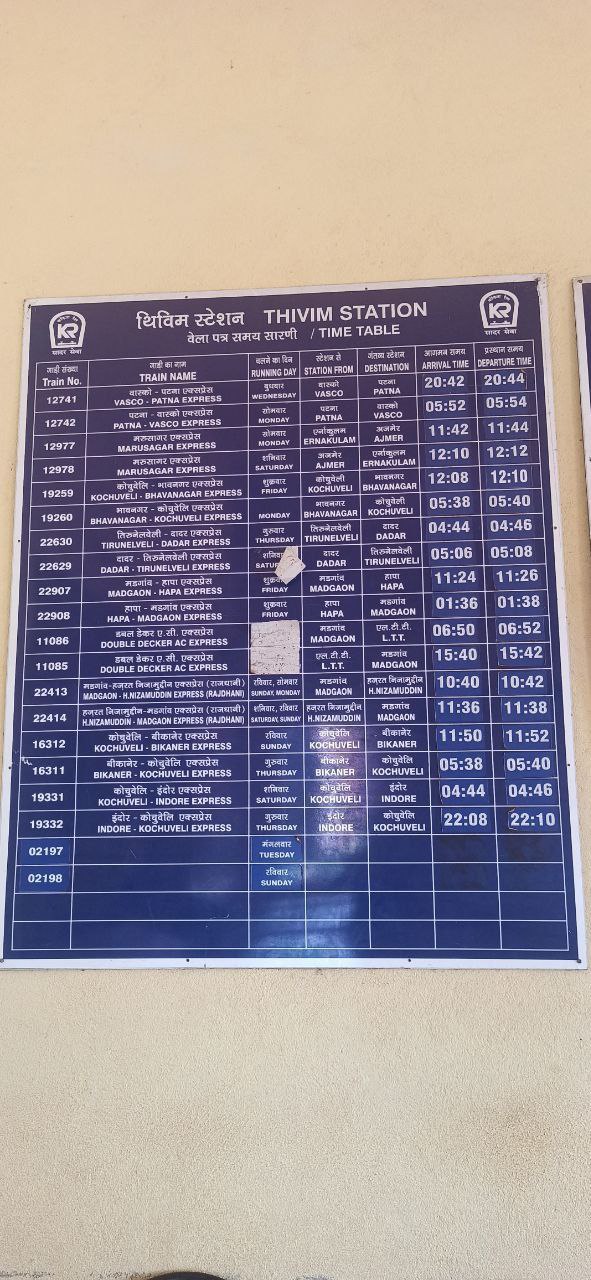 थिविम स्टेशन THIVIM STATION
वेला पत्र समय सारणी / TIME TABLE
KR
सादर सेवा
KR
सादर सेवा
गाड़ी संख्या गाड़ी का नाम चलने का दिन स्टेशन से गंतव्य स्टेशन आगमन समय प्रस्थान समय
Train No. TRAIN NAME RUNNING DAY STATION FROM DESTINATION ARRIVAL TIME DEPARTURE TIME
वास्को - पटना एक्सप्रेस बुधवार वास्को पटना
12741 VASCO - PATNA EXPRESS WEDNESDAY VASCO PATNA 20:42 20:44
पटना - वास्को एक्सप्रेस सोमवार पटना वास्को
12742 PATNA - VASCO EXPRESS MONDAY PATNA VASCO 05:52 05:54
मरुसागर एक्सप्रेस सोमवार एर्नाकुलम अजमेर
12977 MARUSAGAR EXPRESS MONDAY ERNAKULAM AJMER 11:42 11:44
मरुसागर एक्सप्रेस शनिवार अजमेर एर्नाकुलम
12978 MARUSAGAR EXPRESS SATURDAY AJMER ERNAKULAM 12:10 12:12
कोचुवेलि - भावनगर एक्सप्रेस शुक्रवार कोचुवेली भावनगर
19259 KOCHUVELI - BHAVANAGAR EXPRESS FRIDAY KOCHUVELI BHAVANAGAR 12:08 12:10
भावनगर - कोचुवेलि एक्सप्रेस भावनगर कोचुवेली
19260 BHAVANAGAR - KOCHUVELI EXPRESS MONDAY BHAVANAGAR KOCHUVELI 05:38 05:40
तिरुनेलवेली - दादर एक्सप्रेस गुरुवार तिरुनेलवेली दादर
22630 TIRUNELVELI - DADAR EXPRESS THURSDAY TIRUNELVELI DADAR 04:44 04:46
दादर - तिरुनेलवेली एक्सप्रेस दादर तिरुनेलवेली
22629 DADAR - TIRUNELVELI EXPRESS DADAR TIRUNELVELI 05:06 05:08
मडगांव - हापा एक्सप्रेस मडगांव हापा
22907 MADGAON - HAPA EXPRESS FRIDAY MADGAON HAPA 11:24 11:26
हापा - मडगांव एक्सप्रेस शुक्रवार हापा मडगांव
22908 HAPA - MADGAON EXPRESS FRIDAY HAPA MADGAON 01:36 01:38
डबल डेकर ए.सी. एक्सप्रेस मडगांव एल.टी.टी.
11086 DOUBLE DECKER AC EXPRESS MADGAON L.T.T. 06:50 06:52
डबल डेकर ए.सी. एक्सप्रेस एल.टी.टी. मडगांव
11085 DOUBLE DECKER AC EXPRESS L.T.T. MADGAON 15:40 15:42
मडगांव-हजरत निजामुद्दीन एक्सप्रेस (राजधानी) रविवार, सोमवार मडगांव हजरत निजामुद्दीन
22413 MADGAON - H.NIZAMUDDIN EXPRESS (RAJDHANI) SUNDAY, MONDAY MADGAON H.NIZAMUDDIN 10:40 10:42
हजरत निजामुद्दीन-मडगांव एक्सप्रेस (राजधानी) शनिवार, रविवार हजरत निजामुद्दीन मडगांव
22414 H.NIZAMUDDIN - MADGAON EXPRESS (RAJDHANI) SATURDAY, SUNDAY H.NIZAMUDDIN MADGAON 11:36 11:38
कोचुवेलि - बीकानेर एक्सप्रेस रविवार कोचुवेलि बीकानेर
16312 KOCHUVELI - BIKANER EXPRESS SUNDAY KOCHUVELI BIKANER 11:50 11:52
बीकानेर - कोचुवेलि एक्सप्रेस गुरुवार बीकानेर कोचुवेलि
16311 BIKANER - KOCHUVELI EXPRESS THURSDAY BIKANER KOCHUVELI 05:38 05:40
कोचुवेलि - इंदोर एक्सप्रेस शनिवार कोचुवेलि इंदोर
19331 KOCHUVELI - INDORE EXPRESS SATURDAY KOCHUVELI INDORE 04:44 04:46
इंदोर - कोचुवेलि एक्सप्रेस गुरुवार इंदोर कोचुवेलि
19332 INDORE - KOCHUVELI EXPRESS THURSDAY INDORE KOCHUVELI 22:08 22:10
मंगलवार
02197 TUESDAY
रविवार
02198 SUNDAY